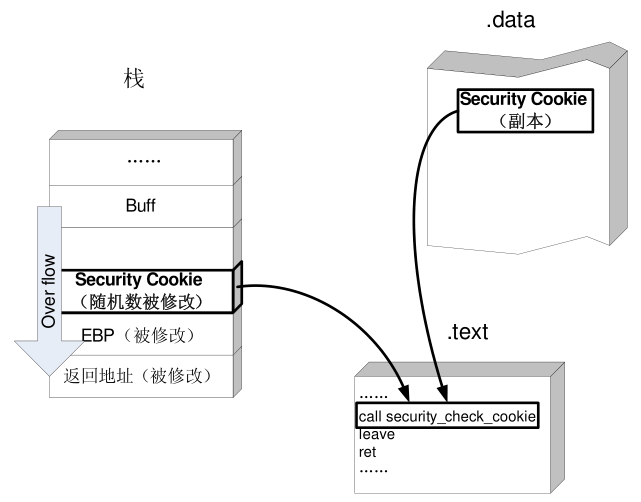 .data
栈
Security Cookie
（副本）
……
Buff
Security Cookie
（随机数被修改）
Over flow
EBP（被修改）
返回地址（被修改）
.text
……
call security_check_cookie
leave
ret
……